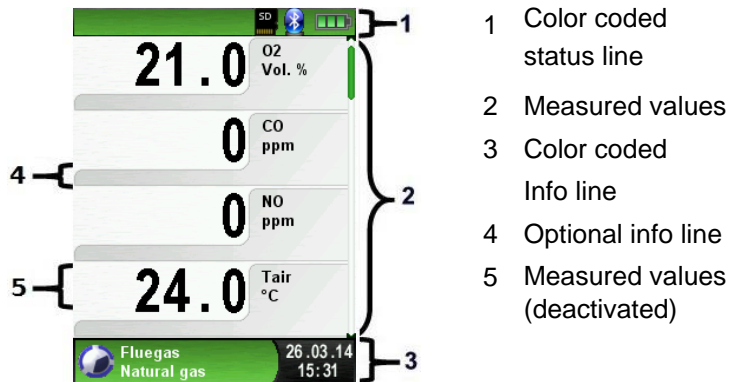 SD
1
21.0 O2
Vol. %
0 CO
ppm
4
0 NO
ppm
2
5
24.0 Tair
°C
Fluegas
Natural gas
26.03.14
15:31
3
1 Color coded
status line
2 Measured values
3 Color coded
Info line
4 Optional info line
5 Measured values
(deactivated)